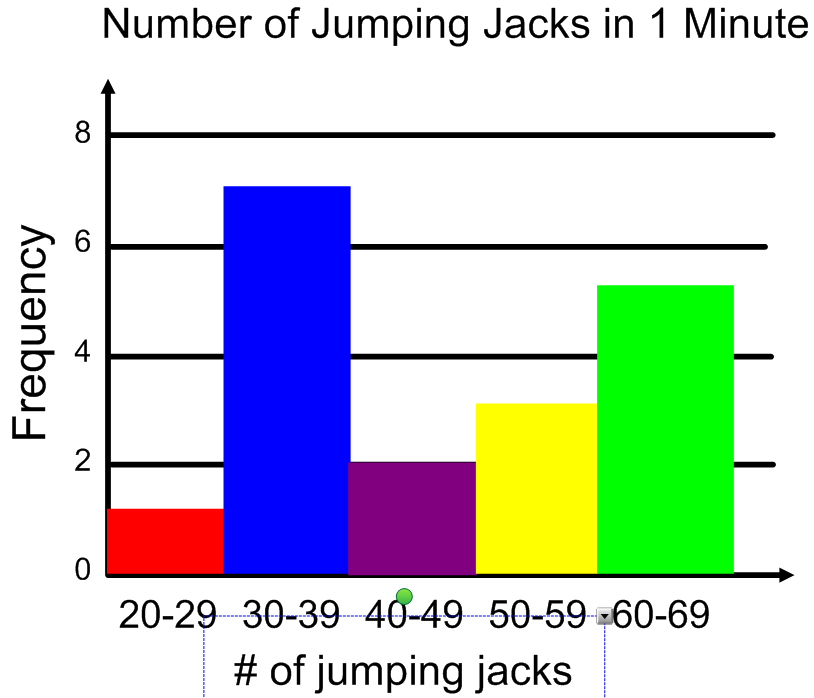 Number of Jumping Jacks in 1 Minute
8
6
4
2
0
Frequency
20-29 30-39 40-49 50-59 60-69
# of jumping jacks